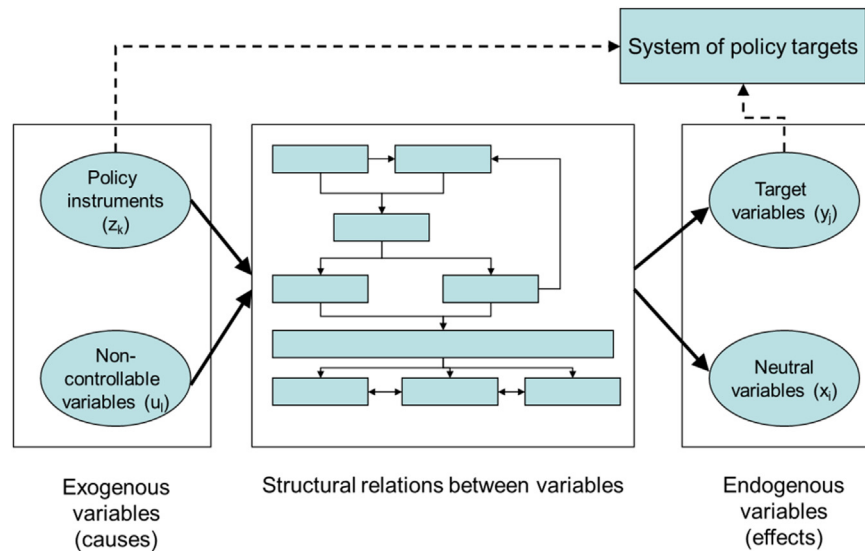 System of policy targets
Policy
instruments
(zk)
Non-
controllable
variables (ul)
Target
variables (yj)
Neutral
variables (xi)
Exogenous
variables
(causes)
Structural relations between variables
Endogenous
variables
(effects)